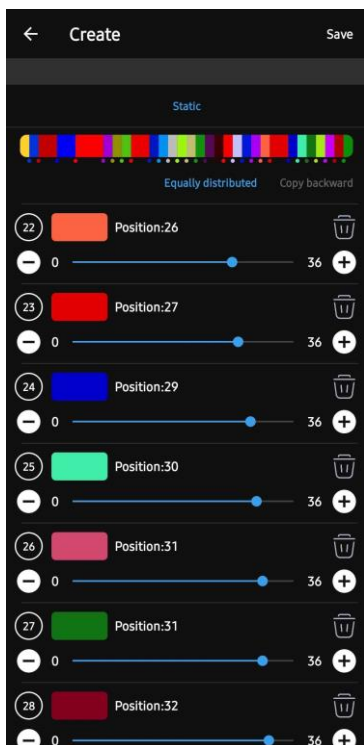 Create Save
Static
Equally distributed Copy backward
22 Position:26
0 36
23 Position:27
0 36
24 Position:29
0 36
25 Position:30
0 36
26 Position:31
0 36
27 Position:31
0 36
28 Position:32
0 36